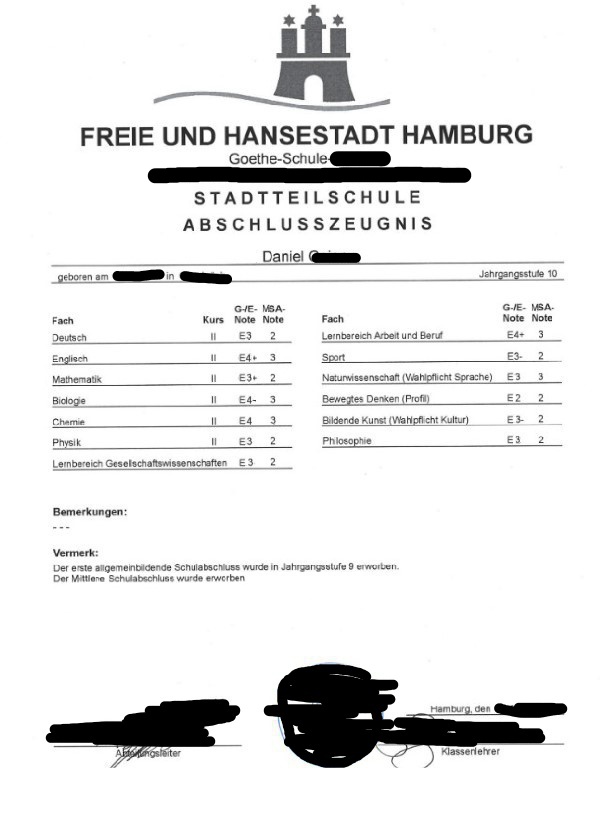 FREIE UND HANSESTADT HAMBURG
Goethe-Schule-
STADTTEILSCHULE
ABSCHLUSSZEUGNIS
Daniel
geboren am in Jahrgangsstufe 10
Fach Kurs G-/E-Note MSA-Note
Deutsch II E3 2
Englisch II E4+ 3
Mathematik II E3+ 2
Biologie II E4- 3
Chemie II E4 3
Physik II E3 2
Lernbereich Gesellschaftswissenschaften E3 2
Fach G-/E-Note MSA-Note
Lernbereich Arbeit und Beruf E4+ 3
Sport E3- 2
Naturwissenschaft (Wahlpflicht Sprache) E3 3
Bewegtes Denken (Profil) E2 2
Bildende Kunst (Wahlpflicht Kultur) E3- 2
Philosophie E3 2
Bemerkungen:
---
Vermerk:
Der erste allgemeinbildende Schulabschluss wurde in Jahrgangsstufe 9 erworben.
Der Mittlere Schulabschluss wurde erworben
Hamburg, den
Abteilungsleiter
Klassenlehrer